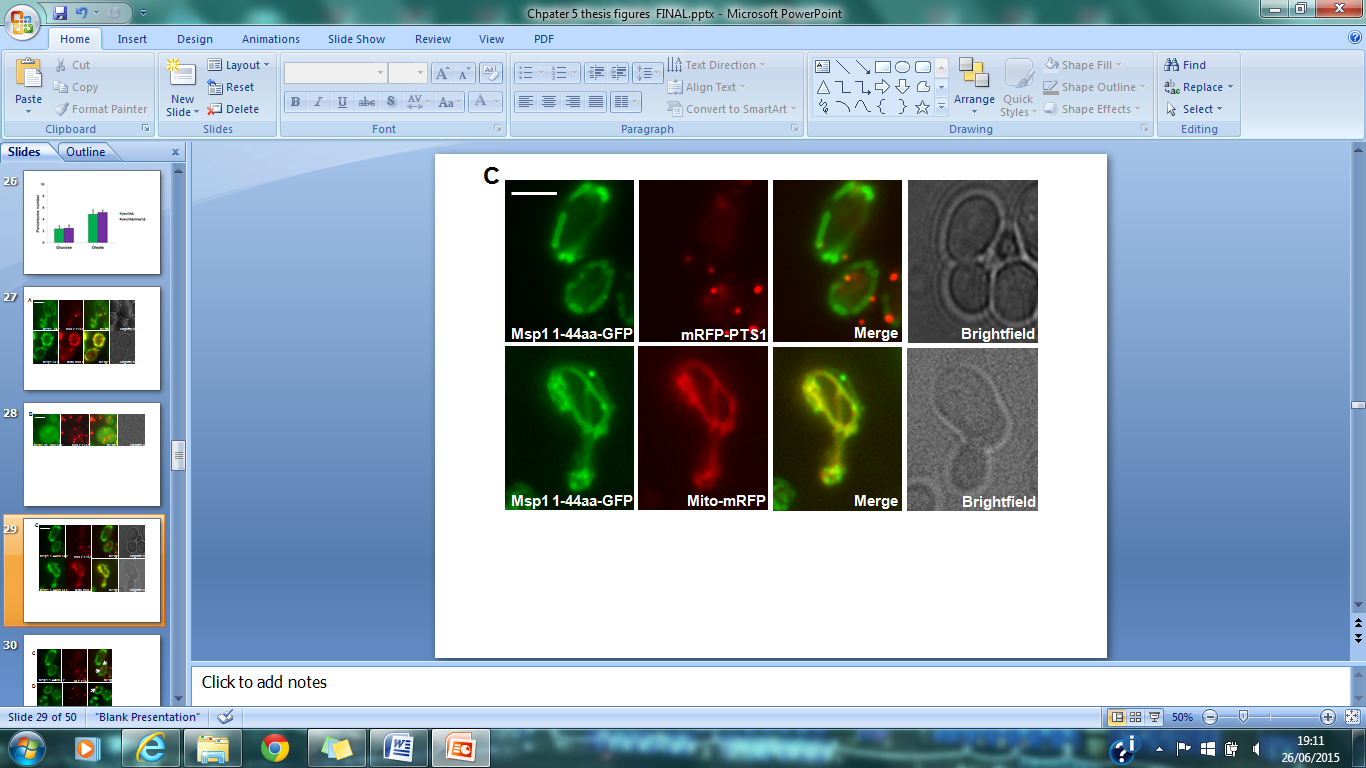 Chpater 5 thesis figures  FINAL.pptx - Microsoft PowerPoint
Home Insert Design Animations Slide Show Review View PDF
Paste
Cut
Copy
Format Painter
Clipboard
New
Slide
Layout
Reset
Delete
Slides
B I U abc S AV Aa A
Font
Paragraph
Text Direction
Align Text
Convert to SmartArt
Arrange
Quick
Styles
Shape Fill
Shape Outline
Shape Effects
Drawing
Find
Replace
Select
Editing
Slides Outline
26
Glucose Oleate
27
28
29
30
C
Msp1 1-44aa-GFP mRFP-PTS1 Merge Brightfield
Msp1 1-44aa-GFP Mito-mRFP Merge Brightfield
Click to add notes
Slide 29 of 50 "Blank Presentation" 50%
19:11
26/06/2015